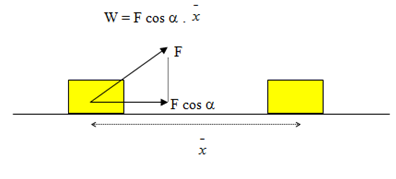 W = F cos α . x̄
F
F cos α
x̄